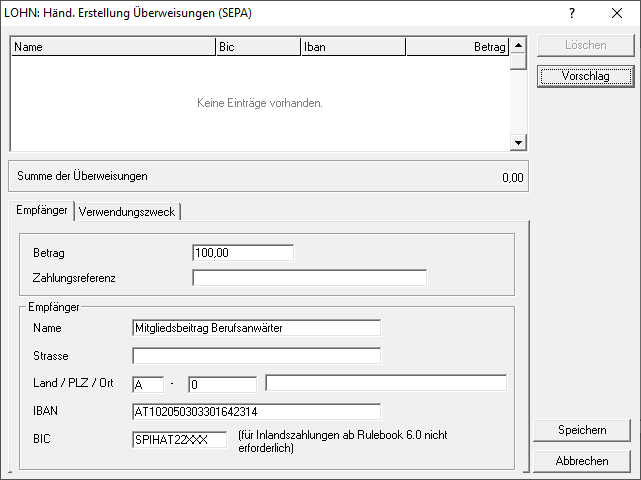 LOHN: Händ. Erstellung Überweisungen (SEPA)
Name Bic Iban Betrag
Löschen
Keine Einträge vorhanden.
Vorschlag
Summe der Überweisungen 0,00
Empfänger Verwendungszweck
Betrag 100,00
Zahlungsreferenz
Empfänger
Name Mitgliedsbeitrag Berufsanwärter
Strasse
Land / PLZ / Ort A - 0
IBAN AT102050303301642314
BIC SPIHAT22XXX (für Inlandszahlungen ab Rulebook 6.0 nicht
erforderlich)
Speichern
Abbrechen